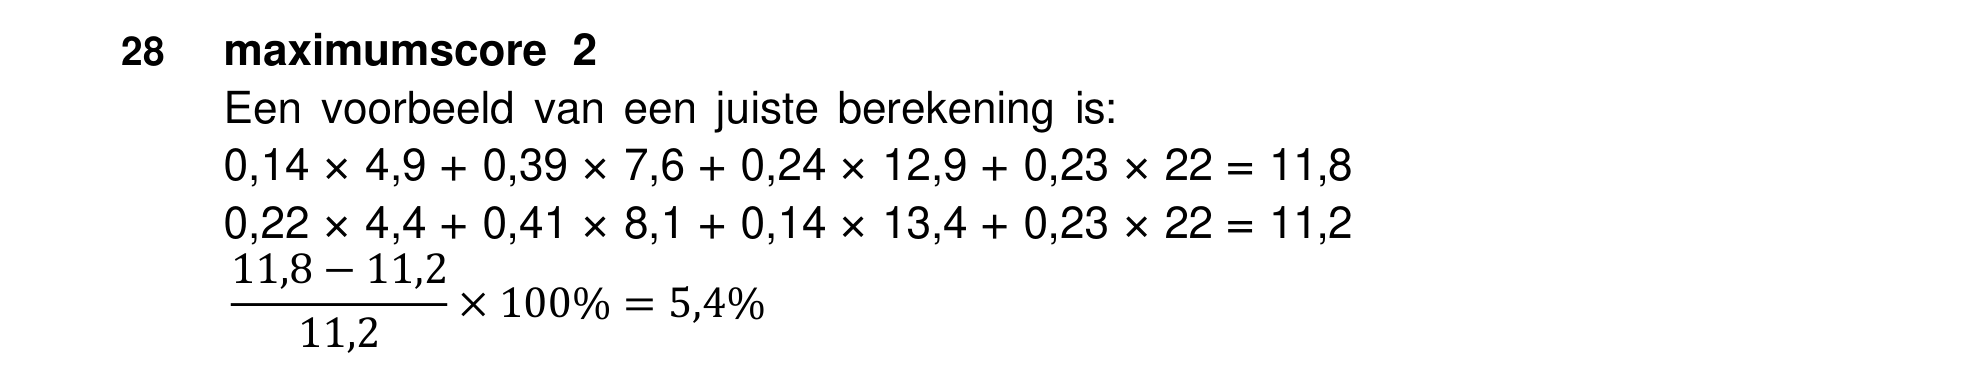 28 maximumscore 2
Een voorbeeld van een juiste berekening is:
0,14 × 4,9 + 0,39 × 7,6 + 0,24 × 12,9 + 0,23 × 22 = 11,8
0,22 × 4,4 + 0,41 × 8,1 + 0,14 × 13,4 + 0,23 × 22 = 11,2
11,8 − 11,2
× 100% = 5,4%
11,2